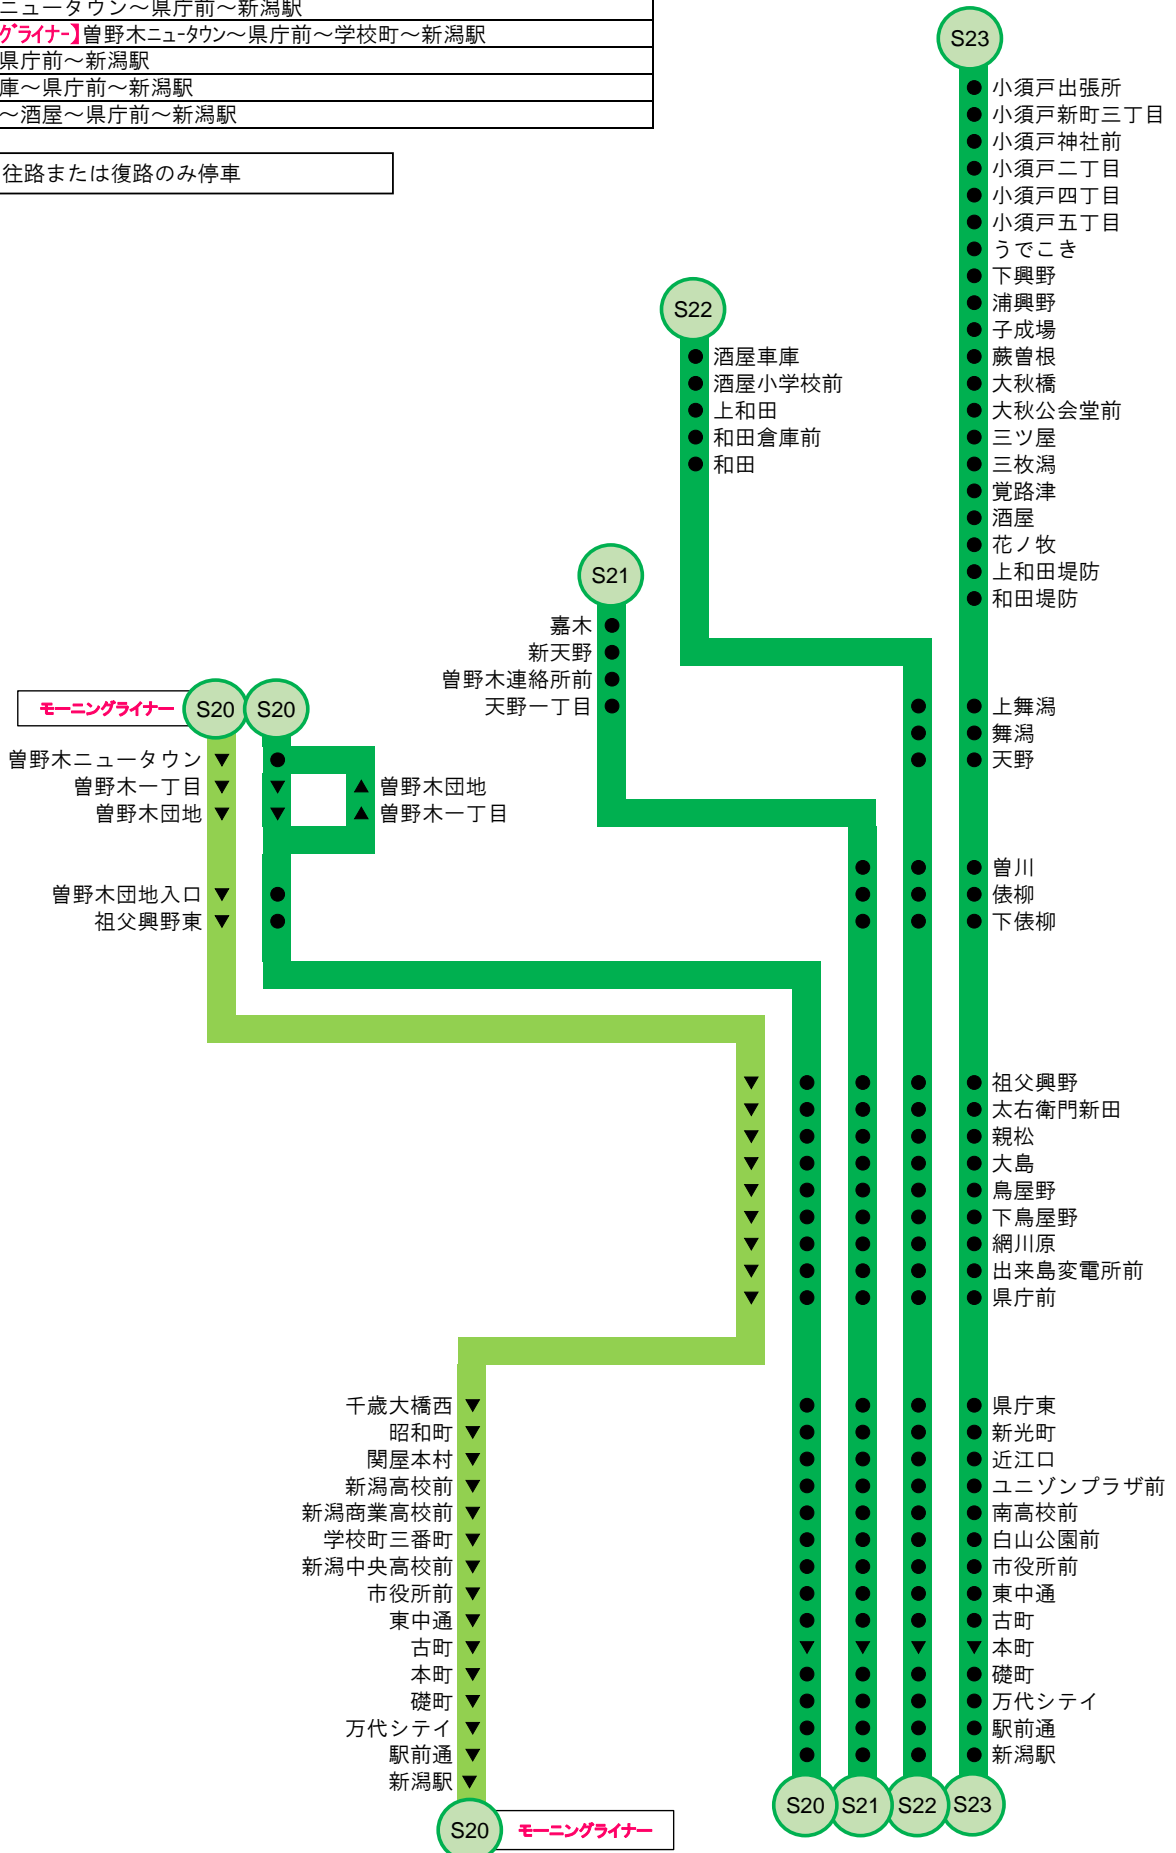 ニュータウン～県庁前～新潟駅
グライナー】曽野木ニュータウン～県庁前～学校町～新潟駅
県庁前～新潟駅
庫～県庁前～新潟駅
～酒屋～県庁前～新潟駅
往路または復路のみ停車
S23
小須戸出張所
小須戸新町三丁目
小須戸神社前
小須戸二丁目
小須戸四丁目
小須戸五丁目
うでこき
下興野
浦興野
子成場
蕨曽根
大秋橋
大秋公会堂前
三ツ屋
三枚潟
覚路津
酒屋
花ノ牧
上和田堤防
和田堤防
S22
酒屋車庫
酒屋小学校前
上和田
和田倉庫前
和田
S21
嘉木
新天野
曽野木連絡所前
天野一丁目
モーニングライナー S20 S20
曽野木ニュータウン
曽野木一丁目
曽野木団地
曽野木団地
曽野木一丁目
曽野木団地入口
祖父興野東
上舞潟
舞潟
天野
曽川
俵柳
下俵柳
祖父興野
太右衛門新田
親松
大島
鳥屋野
下鳥屋野
網川原
出来島変電所前
県庁前
千歳大橋西
昭和町
関屋本村
新潟高校前
新潟商業高校前
学校町三番町
新潟中央高校前
市役所前
東中通
古町
本町
礎町
万代シテイ
駅前通
新潟駅
県庁東
新光町
近江口
ユニゾンプラザ前
南高校前
白山公園前
市役所前
東中通
古町
本町
礎町
万代シテイ
駅前通
新潟駅
S20 S21 S22 S23
S20 モーニングライナー